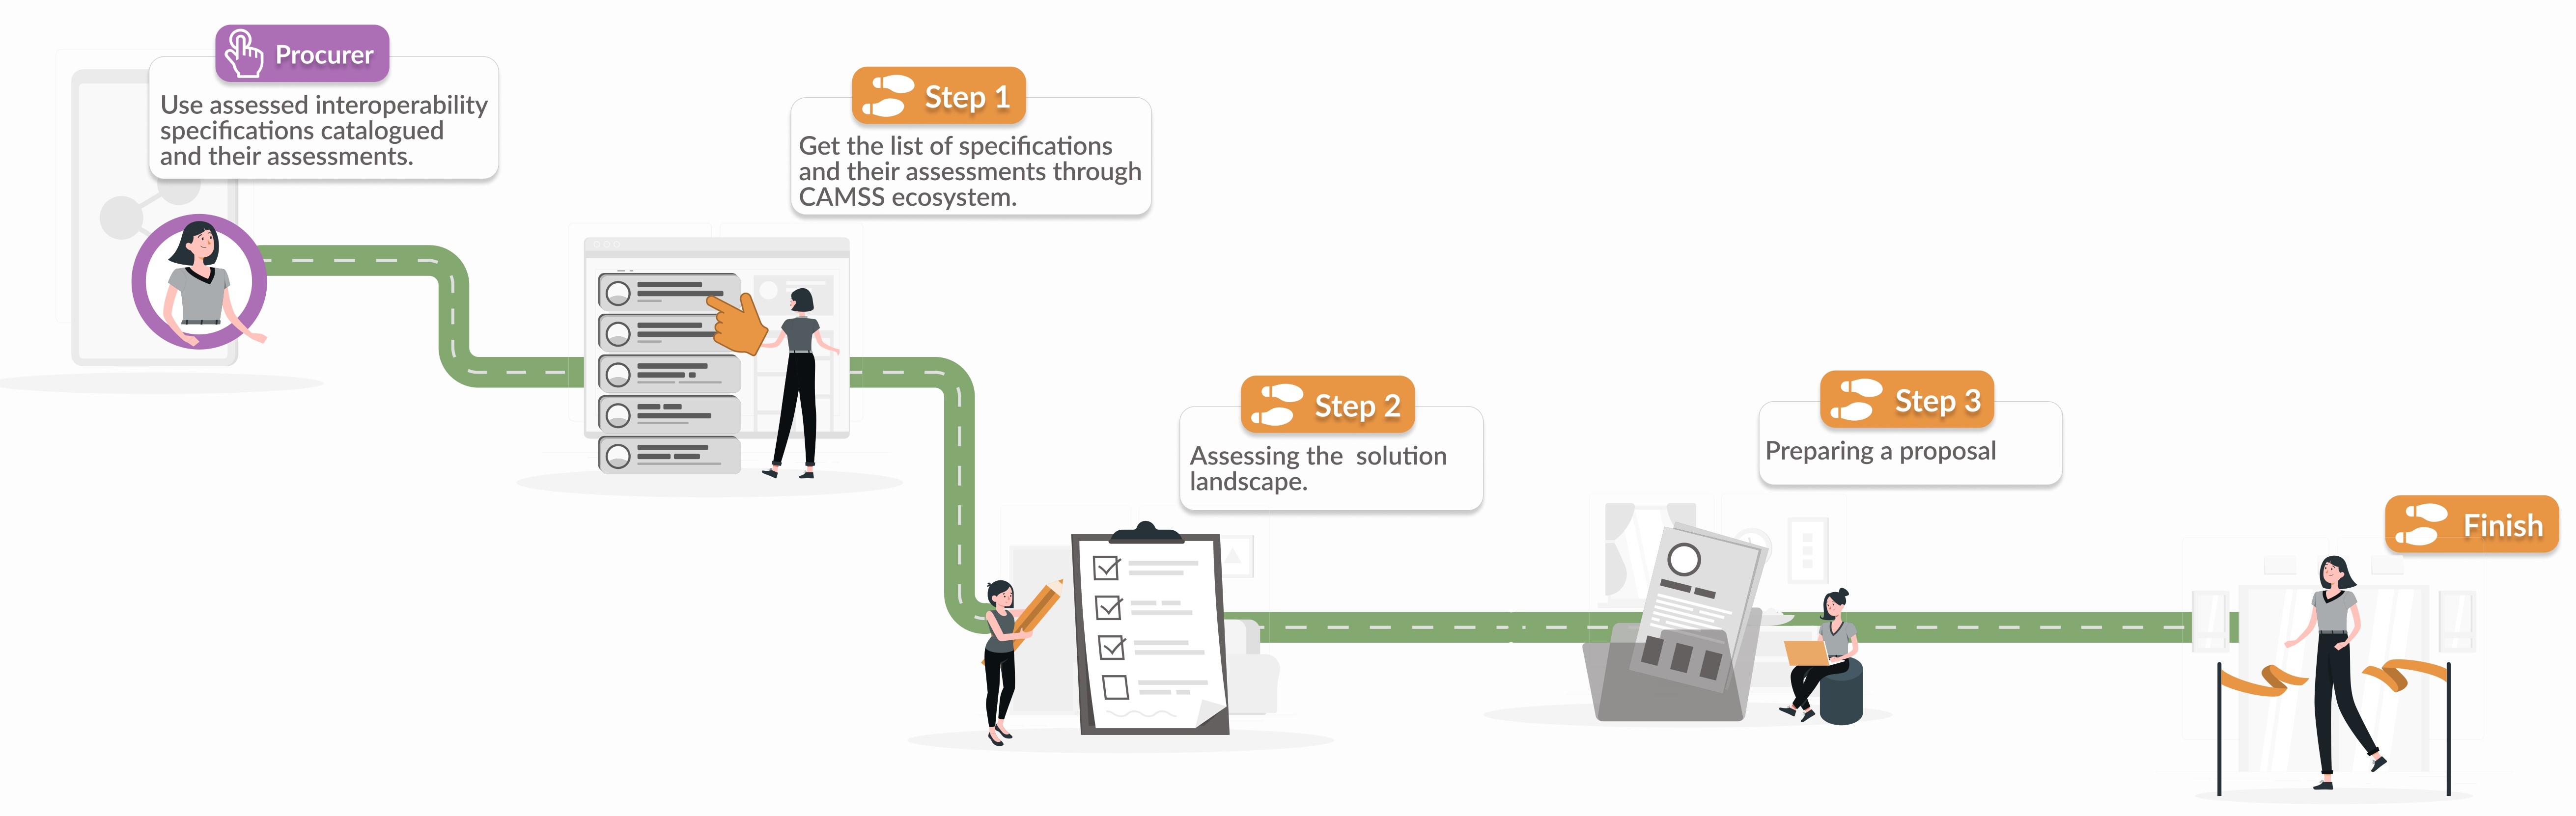 Procurer
Use assessed interoperability
specifications catalogued
and their assessments.
Step 1
Get the list of specifications
and their assessments through
CAMSS ecosystem.
Step 2
Assessing the  solution
landscape.
Step 3
Preparing a proposal
Finish